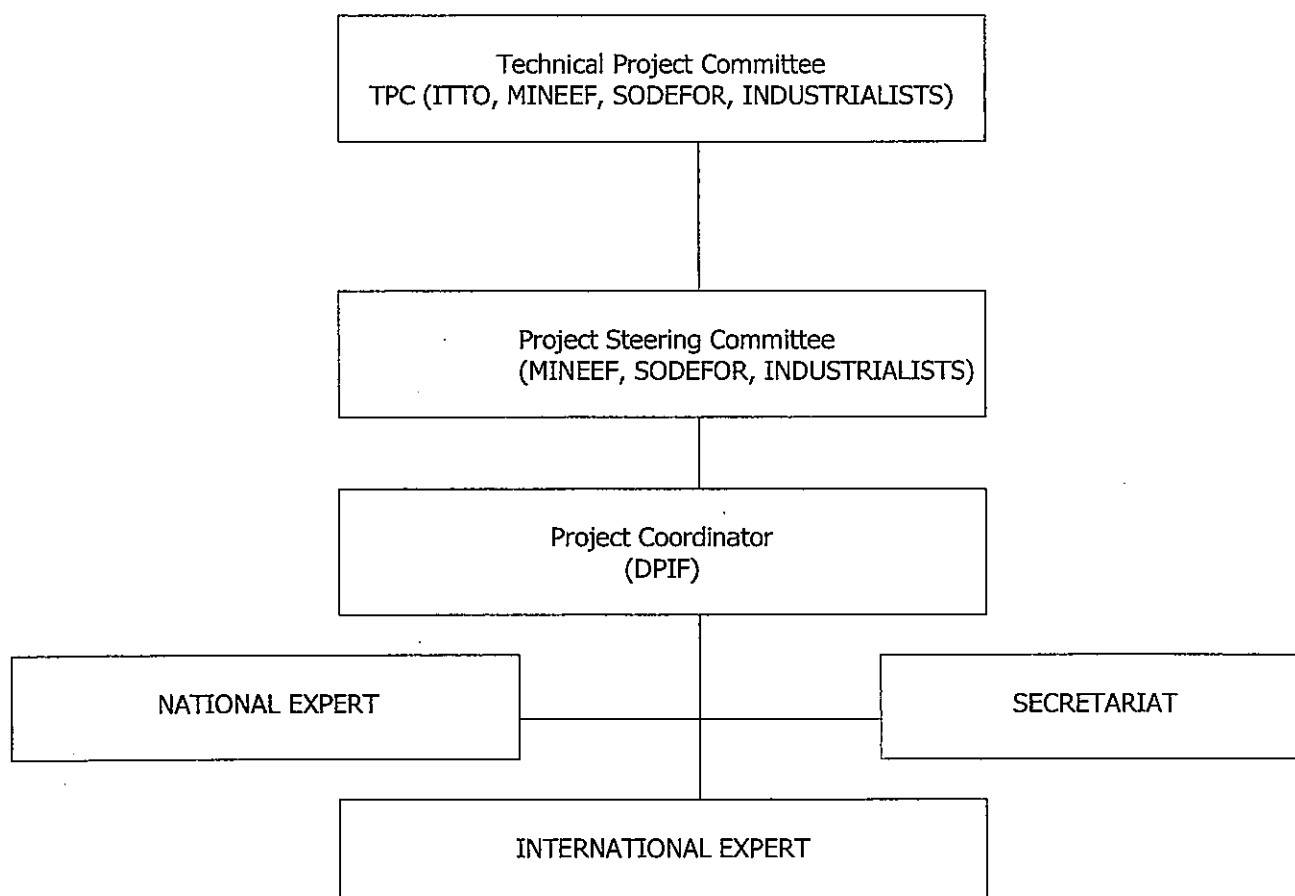 Technical Project Committee
TPC (ITTO, MINEEF, SODEFOR, INDUSTRIALISTS)
Project Steering Committee
(MINEEF, SODEFOR, INDUSTRIALISTS)
Project Coordinator
(DPIF)
NATIONAL EXPERT
SECRETARIAT
INTERNATIONAL EXPERT